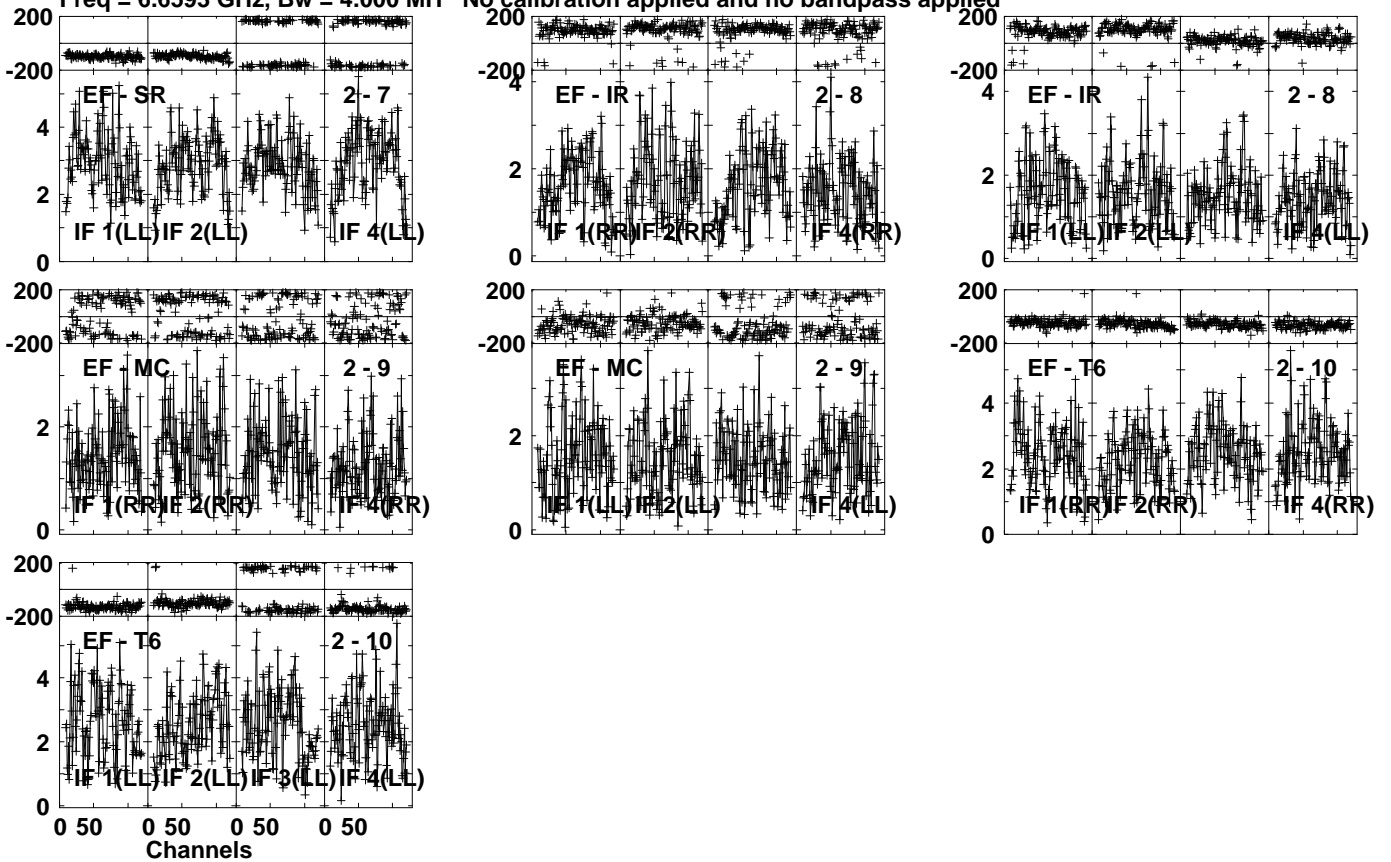 Freq = 6.6593 GHz, Bw = 4.000 MH No calibration applied and no bandpass applied
200
-200
EF - SR 2 - 7
4
2
0
IF 1(LL) IF 2(LL) IF 4(LL)
EF - IR 2 - 8
4
2
0
IF 1(RR) IF 2(RR) IF 4(RR)
200
-200
EF - IR 2 - 8
4
2
0
IF 1(LL) IF 2(LL) IF 4(LL)
200
-200
EF - MC 2 - 9
2
0
IF 1(RR) IF 2(RR) IF 4(RR)
200
-200
EF - MC 2 - 9
2
0
IF 1(LL) IF 2(LL) IF 4(LL)
200
-200
EF - T6 2 - 10
4
2
0
IF 1(RR) IF 2(RR) IF 4(RR)
200
-200
EF - T6 2 - 10
4
2
0
IF 1(LL) IF 2(LL) IF 3(LL) IF 4(LL)
0 50 0 50 0 50 0 50
Channels